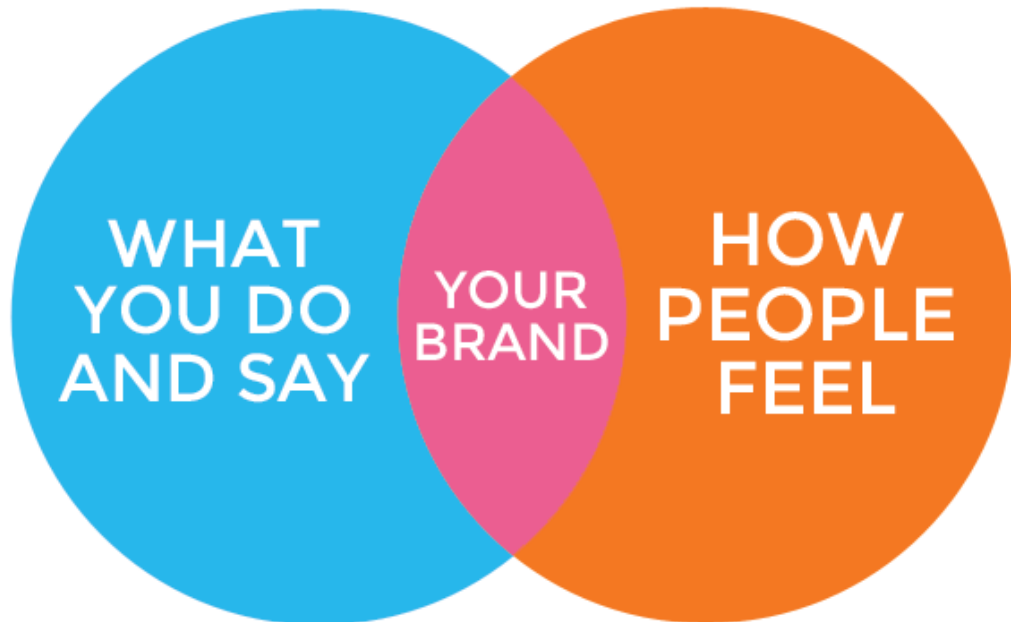 WHAT
YOU DO
AND SAY
YOUR
BRAND
HOW
PEOPLE
FEEL